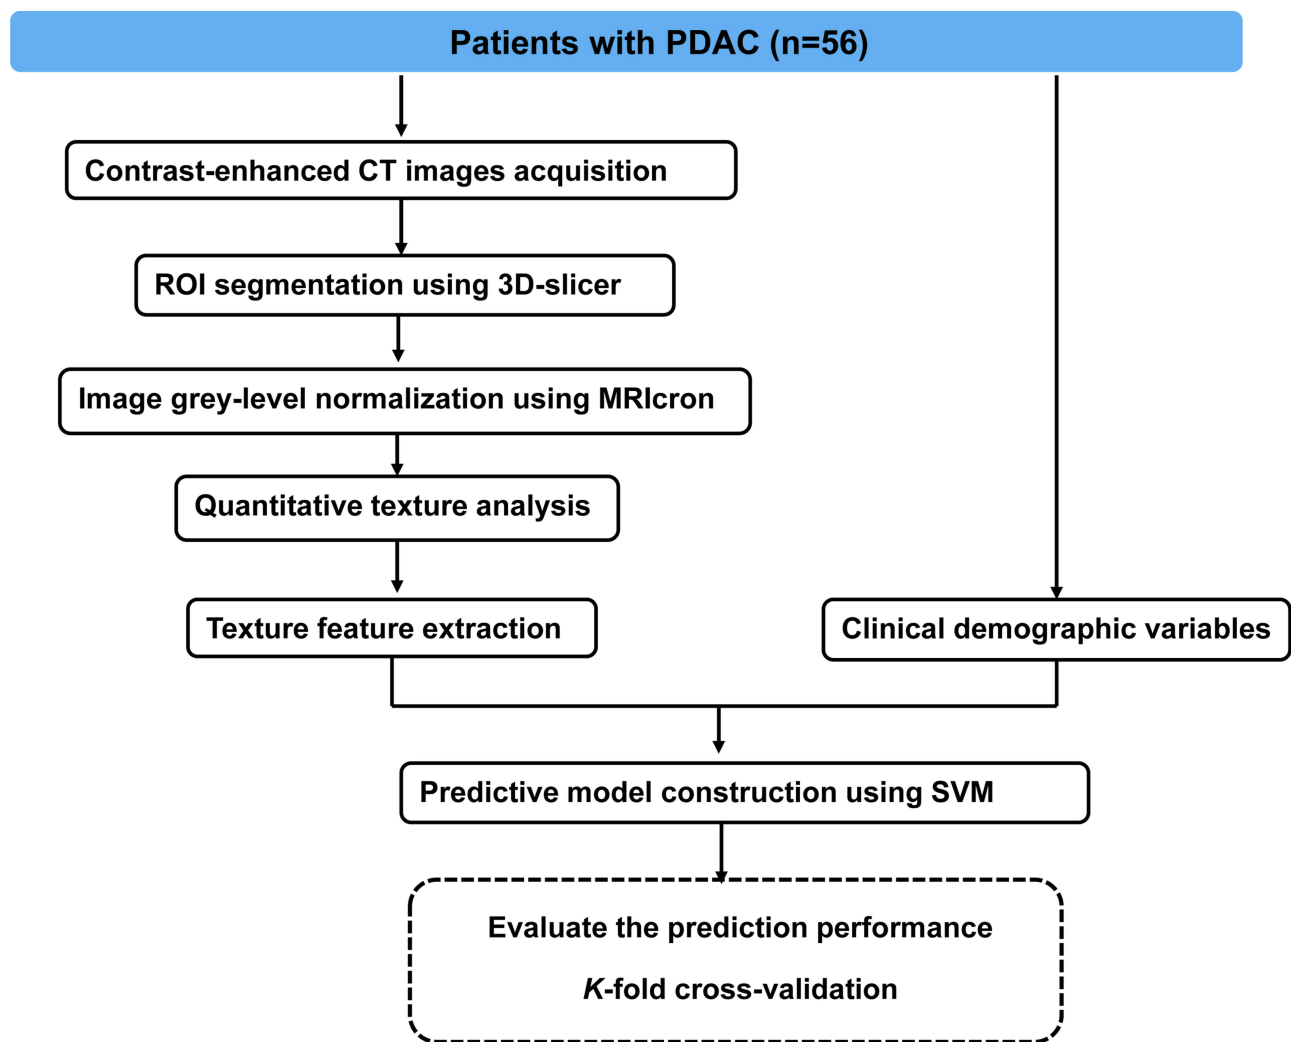 Patients with PDAC (n=56)
Contrast-enhanced CT images acquisition
ROI segmentation using 3D-slicer
Image grey-level normalization using MRIcron
Quantitative texture analysis
Texture feature extraction
Clinical demographic variables
Predictive model construction using SVM
Evaluate the prediction performance
K-fold cross-validation